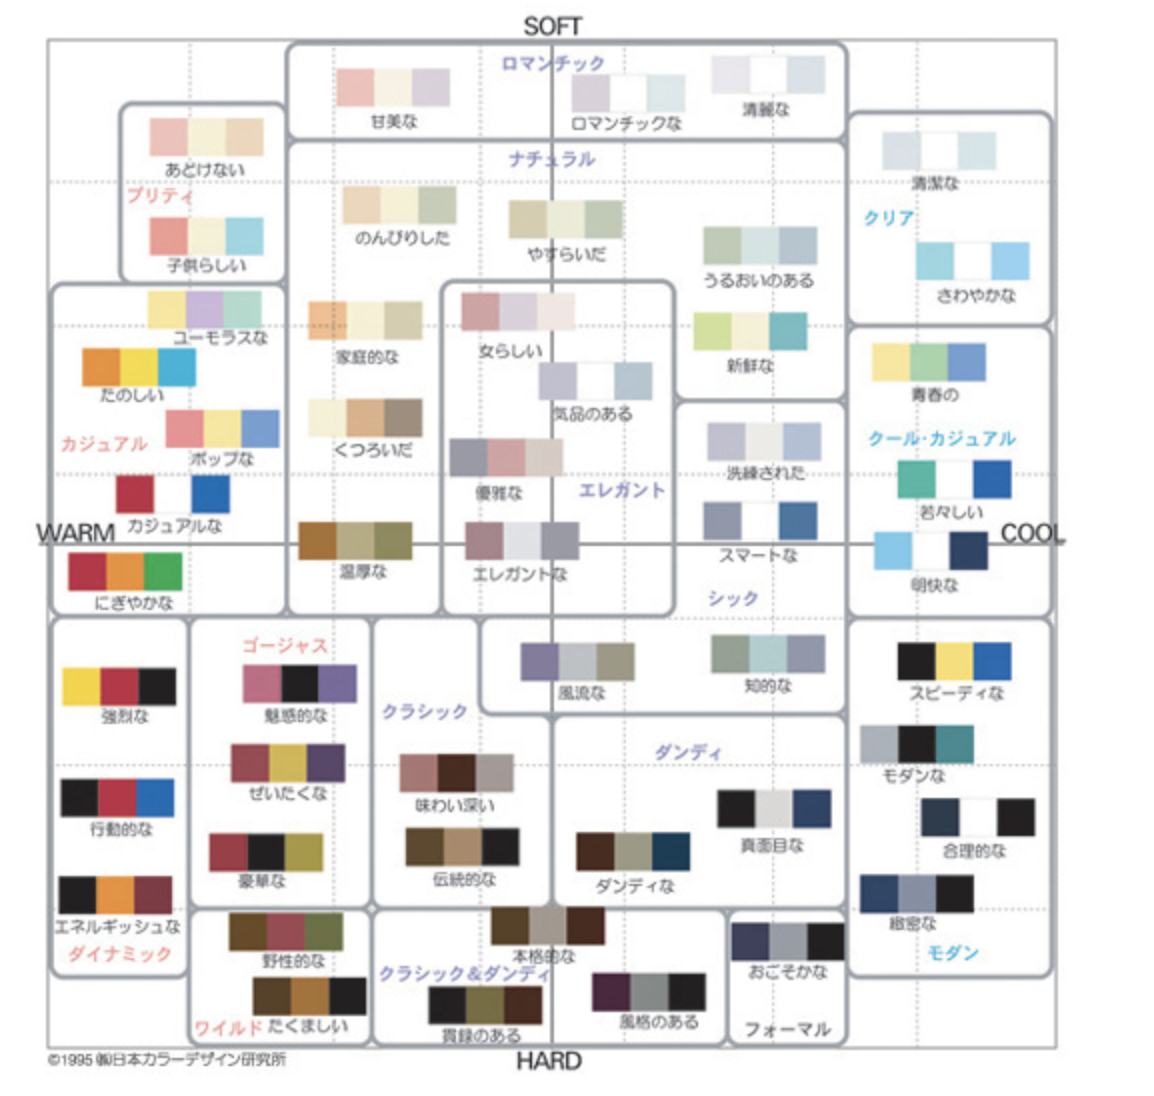 SOFT
ロマンチック
甘美な
ロマンチックな
清麗な
プリティ
あどけない
子供らしい
ナチュラル
のんびりした
やすらいだ
うるおいのある
新鮮な
家庭的な
くつろいだ
温厚な
クリア
清潔な
さわやかな
カジュアル
ユーモラスな
たのしい
ポップな
カジュアルな
にぎやかな
エレガント
女らしい
気品のある
優雅な
エレガントな
クール・カジュアル
青春の
若々しい
明快な
WARM
COOL
シック
洗練された
スマートな
風流な
知的な
ダイナミック
強烈な
行動的な
エネルギッシュな
ゴージャス
魅惑的な
ぜいたくな
豪華な
クラシック
味わい深い
伝統的な
ダンディ
真面目な
ダンディな
モダン
スピーディな
モダンな
合理的な
緻密な
ワイルド
野性的な
たくましい
クラシック&ダンディ
本格的な
貫録のある
風格のある
フォーマル
おごそかな
HARD
©1995 ㈱日本カラーデザイン研究所